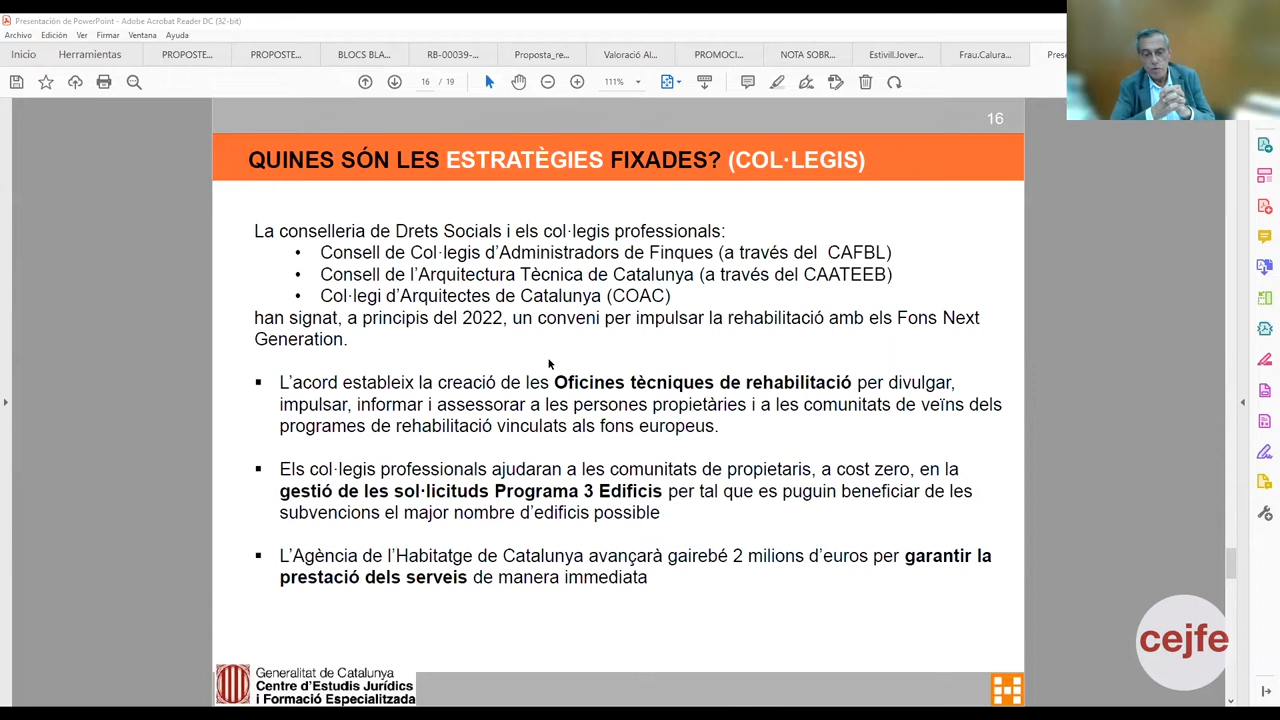 Presentación de PowerPoint - Adobe Acrobat Reader DC (32-bit)
Archivo Edición Ver Firmar Ventana Ayuda
Inicio Herramientas PROPOSTE... PROPOSTE... BLOCS BLA... RB-00039-... Proposta_re... Valoració Al... PROMOCI... NOTA SOBR... EstivillJover... Frau.Calura... Pres
16 / 19 111%
16
QUINES SÓN LES ESTRATÈGIES FIXADES? (COL·LEGIS)
La conselleria de Drets Socials i els col·legis professionals:
• Consell de Col·legis d’Administradors de Finques (a través del CAFBL)
• Consell de l’Arquitectura Tècnica de Catalunya (a través del CAATEEB)
• Col·legi d’Arquitectes de Catalunya (COAC)
han signat, a principis del 2022, un conveni per impulsar la rehabilitació amb els Fons Next
Generation.
▪ L’acord estableix la creació de les Oficines tècniques de rehabilitació per divulgar,
impulsar, informar i assessorar a les persones propietàries i a les comunitats de veïns dels
programes de rehabilitació vinculats als fons europeus.
▪ Els col·legis professionals ajudaran a les comunitats de propietaris, a cost zero, en la
gestió de les sol·licituds Programa 3 Edificis per tal que es puguin beneficiar de les
subvencions el major nombre d’edificis possible
▪ L’Agència de l’Habitatge de Catalunya avançarà gairebé 2 milions d’euros per garantir la
prestació dels serveis de manera immediata
cejfe
Generalitat de Catalunya
Centre d’Estudis Jurídics
i Formació Especialitzada